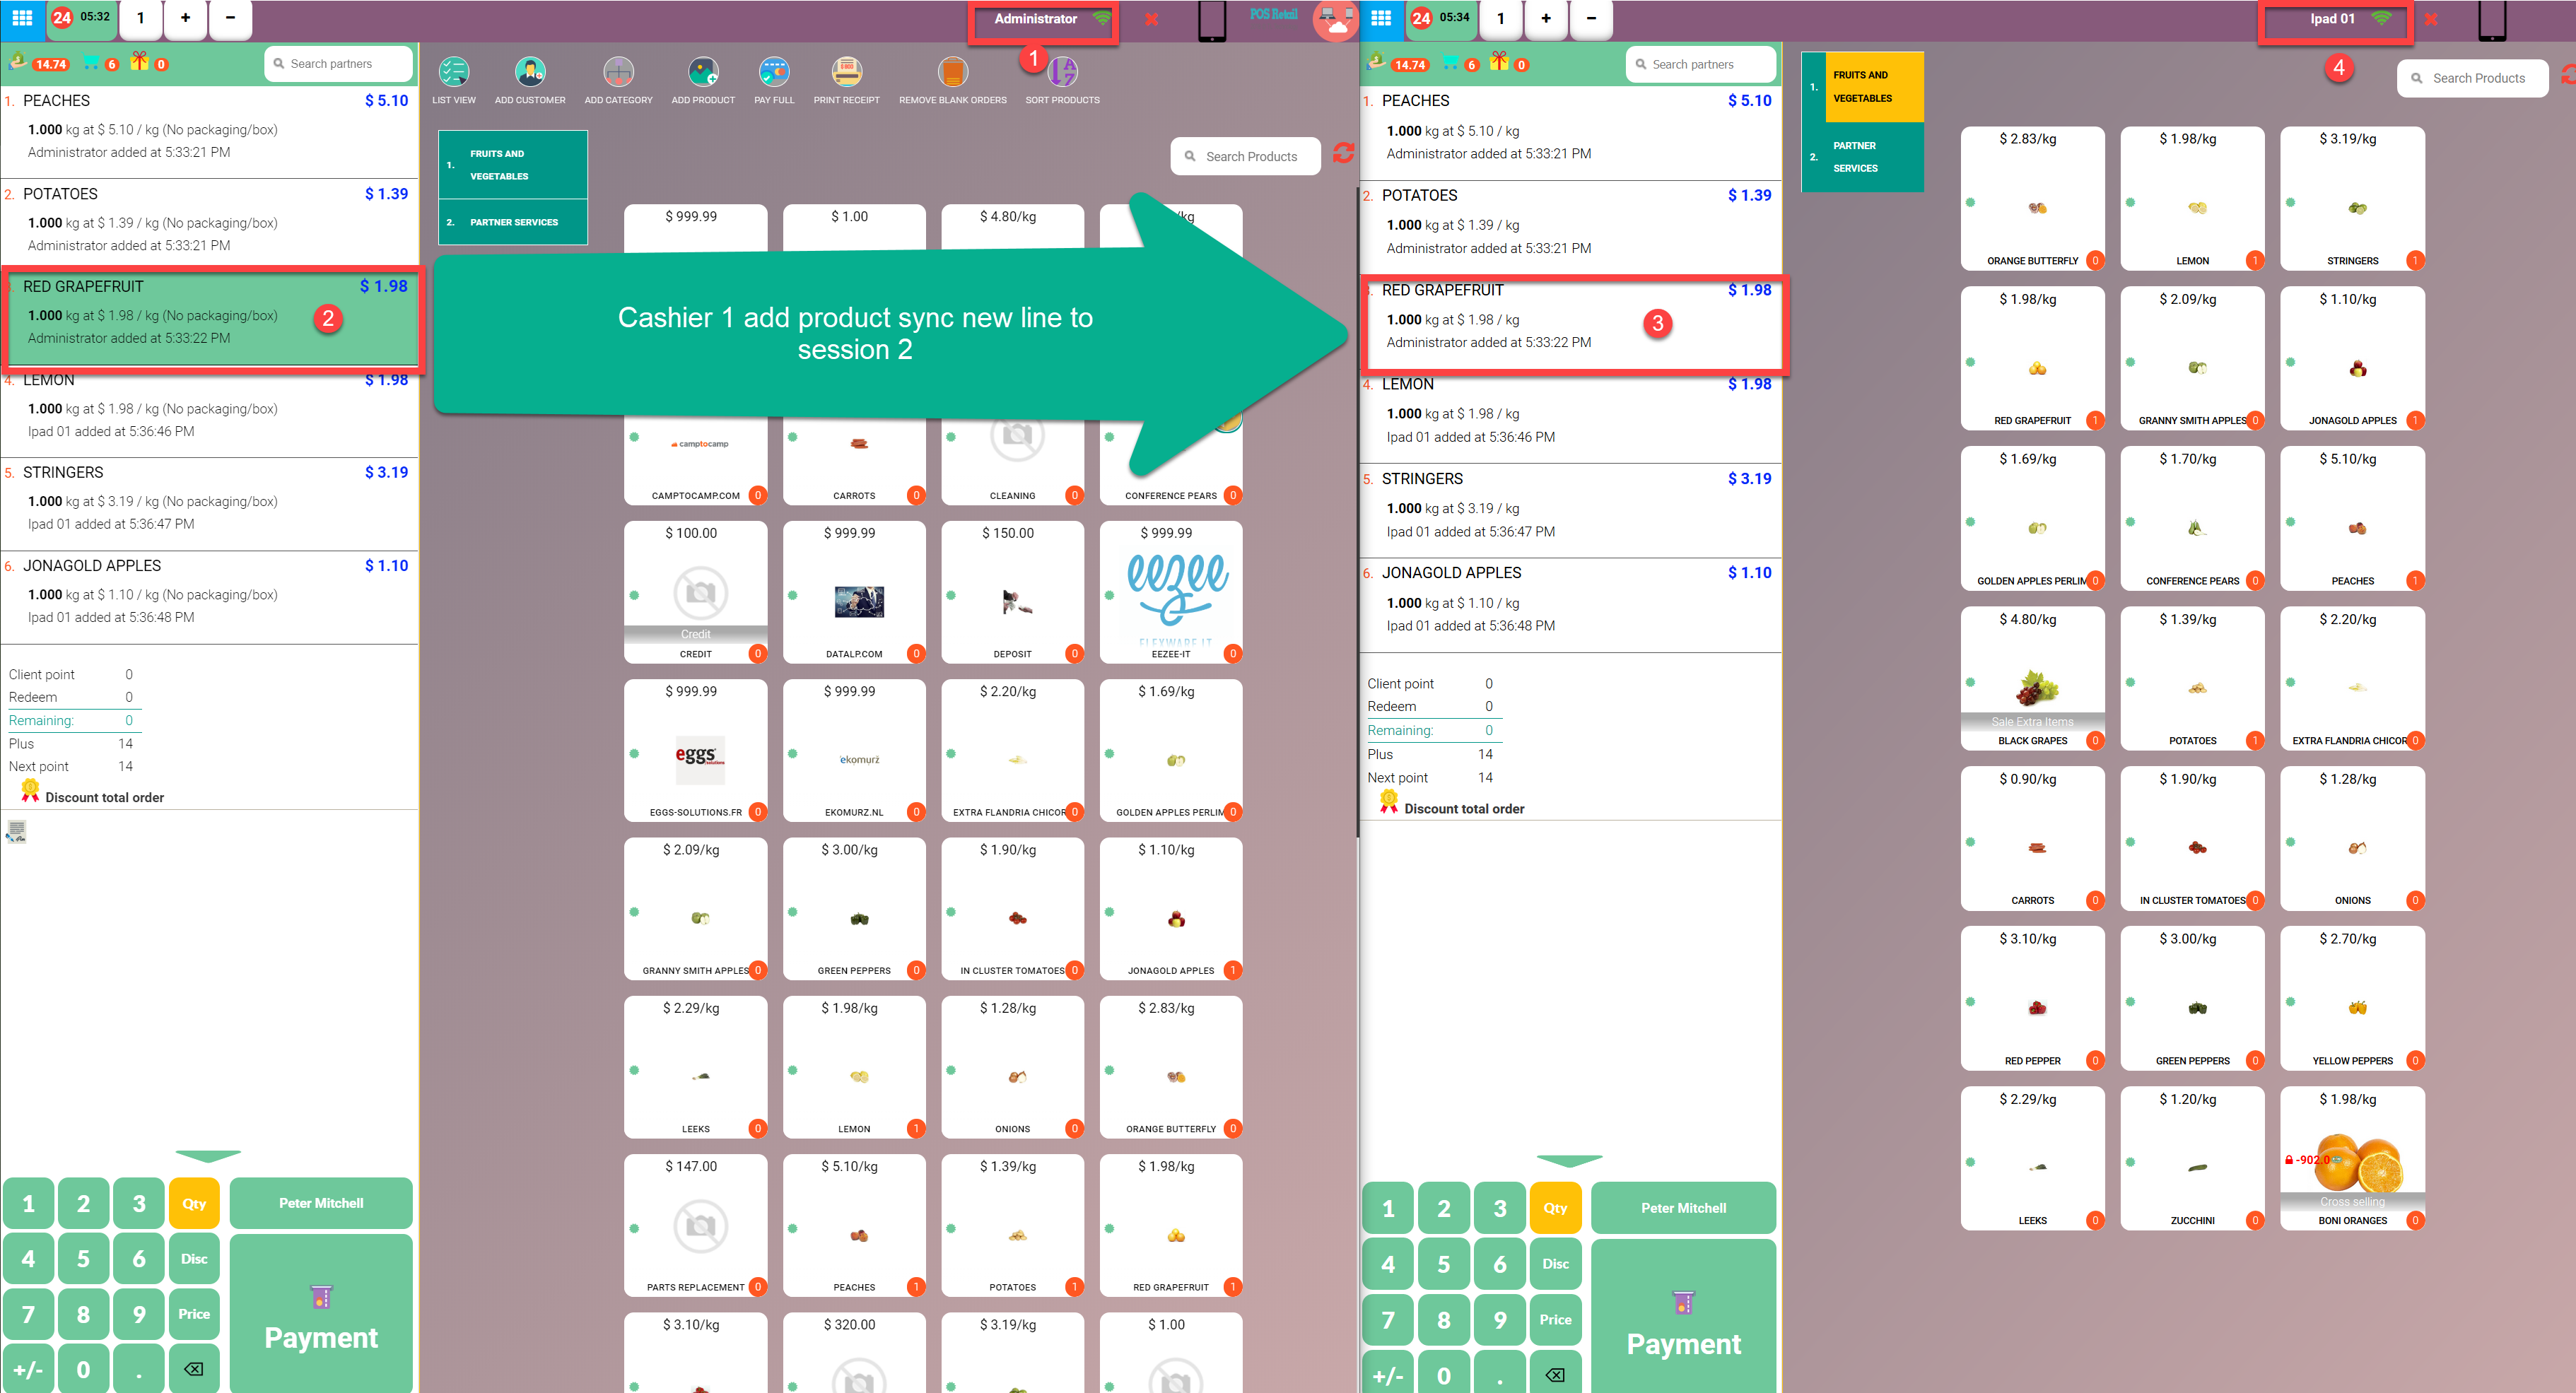 24 05:32 1 + −
Administrator
POS Retail
14.74 6 0
Search partners
1. PEACHES $ 5.10
1.000 kg at $ 5.10 / kg (No packaging/box)
Administrator added at 5:33:21 PM
2. POTATOES $ 1.39
1.000 kg at $ 1.39 / kg (No packaging/box)
Administrator added at 5:33:21 PM
RED GRAPEFRUIT $ 1.98
1.000 kg at $ 1.98 / kg (No packaging/box)
Administrator added at 5:33:22 PM
2
4. LEMON $ 1.98
1.000 kg at $ 1.98 / kg (No packaging/box)
Ipad 01 added at 5:36:46 PM
5. STRINGERS $ 3.19
1.000 kg at $ 3.19 / kg (No packaging/box)
Ipad 01 added at 5:36:47 PM
6. JONAGOLD APPLES $ 1.10
1.000 kg at $ 1.10 / kg (No packaging/box)
Ipad 01 added at 5:36:48 PM
Client point 0
Redeem 0
Remaining: 0
Plus 14
Next point 14
Discount total order
1 2 3 Qty Peter Mitchell
4 5 6 Disc
7 8 9 Price
Payment
+/- 0 .
1
LIST VIEW ADD CUSTOMER ADD CATEGORY ADD PRODUCT PAY FULL PRINT RECEIPT REMOVE BLANK ORDERS SORT PRODUCTS
1. FRUITS AND
VEGETABLES
2. PARTNER SERVICES
Search Products
$ 999.99 $ 1.00 $ 4.80/kg /kg
Cashier 1 add product sync new line to
session 2
camptocamp
CAMPTOCAMP.COM 0 CARROTS 0 CLEANING 0 CONFERENCE PEARS 0
$ 100.00 $ 999.99 $ 150.00 $ 999.99
eezee
FLEXWARE IT
Credit
CREDIT 0 DATALP.COM 0 DEPOSIT 0 EEZEE-IT 0
$ 999.99 $ 999.99 $ 2.20/kg $ 1.69/kg
eggs solutions
ekomurz
EGGS-SOLUTIONS.FR 0 EKOMURZ.NL 0 EXTRA FLANDRIA CHICOR 0 GOLDEN APPLES PERLIM 0
$ 2.09/kg $ 3.00/kg $ 1.90/kg $ 1.10/kg
GRANNY SMITH APPLES 0 GREEN PEPPERS 0 IN CLUSTER TOMATOES 0 JONAGOLD APPLES 1
$ 2.29/kg $ 1.98/kg $ 1.28/kg $ 2.83/kg
LEEKS 0 LEMON 1 ONIONS 0 ORANGE BUTTERFLY 0
$ 147.00 $ 5.10/kg $ 1.39/kg $ 1.98/kg
PARTS REPLACEMENT 0 PEACHES 1 POTATOES 1 RED GRAPEFRUIT 1
$ 3.10/kg $ 320.00 $ 3.19/kg $ 1.00
24 05:34 1 + −
Ipad 01
4
14.74 6 0
Search partners
1. PEACHES $ 5.10
1.000 kg at $ 5.10 / kg
Administrator added at 5:33:21 PM
2. POTATOES $ 1.39
1.000 kg at $ 1.39 / kg
Administrator added at 5:33:21 PM
RED GRAPEFRUIT $ 1.98
1.000 kg at $ 1.98 / kg
Administrator added at 5:33:22 PM
3
4. LEMON $ 1.98
1.000 kg at $ 1.98 / kg
Ipad 01 added at 5:36:46 PM
5. STRINGERS $ 3.19
1.000 kg at $ 3.19 / kg
Ipad 01 added at 5:36:47 PM
6. JONAGOLD APPLES $ 1.10
1.000 kg at $ 1.10 / kg
Ipad 01 added at 5:36:48 PM
Client point 0
Redeem 0
Remaining: 0
Plus 14
Next point 14
Discount total order
1 2 3 Qty Peter Mitchell
4 5 6 Disc
7 8 9 Price
Payment
+/- 0 .
1. FRUITS AND
VEGETABLES
2. PARTNER
SERVICES
Search Products
$ 2.83/kg $ 1.98/kg $ 3.19/kg
ORANGE BUTTERFLY 0 LEMON 1 STRINGERS 1
$ 1.98/kg $ 2.09/kg $ 1.10/kg
RED GRAPEFRUIT 1 GRANNY SMITH APPLES 0 JONAGOLD APPLES 1
$ 1.69/kg $ 1.70/kg $ 5.10/kg
GOLDEN APPLES PERLIM 0 CONFERENCE PEARS 0 PEACHES 1
$ 4.80/kg $ 1.39/kg $ 2.20/kg
Sale Extra Items
BLACK GRAPES 0 POTATOES 1 EXTRA FLANDRIA CHICOR 0
$ 0.90/kg $ 1.90/kg $ 1.28/kg
CARROTS 0 IN CLUSTER TOMATOES 0 ONIONS 0
$ 3.10/kg $ 3.00/kg $ 2.70/kg
RED PEPPER 0 GREEN PEPPERS 0 YELLOW PEPPERS 0
$ 2.29/kg $ 1.20/kg $ 1.98/kg
-902.0
Cross selling
LEEKS 0 ZUCCHINI 0 BONI ORANGES 0